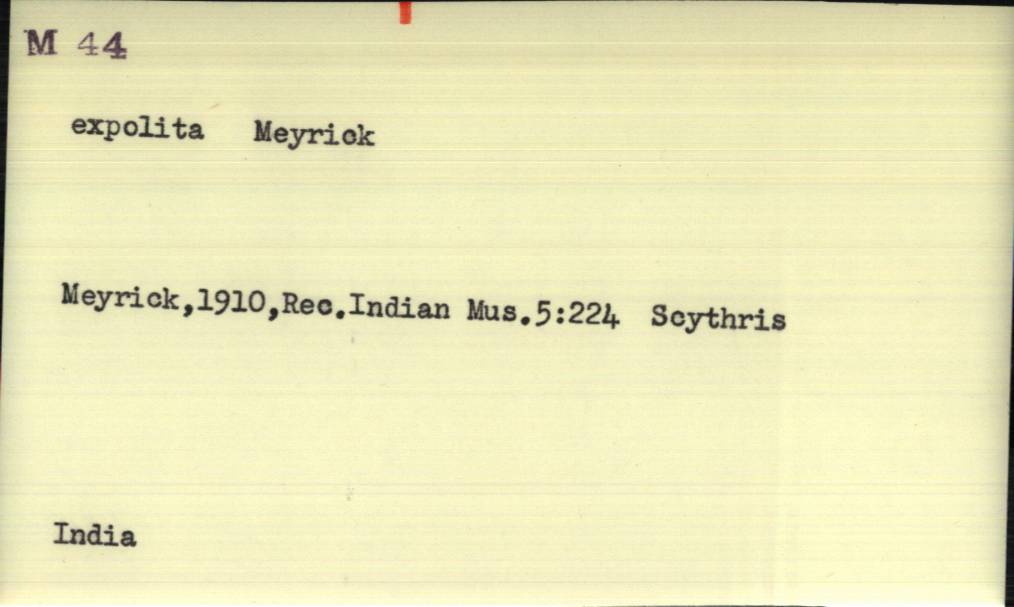 M 44
expolita Meyrick
Meyrick,1910,Rec.Indian Mus.5:224 Scythris
India